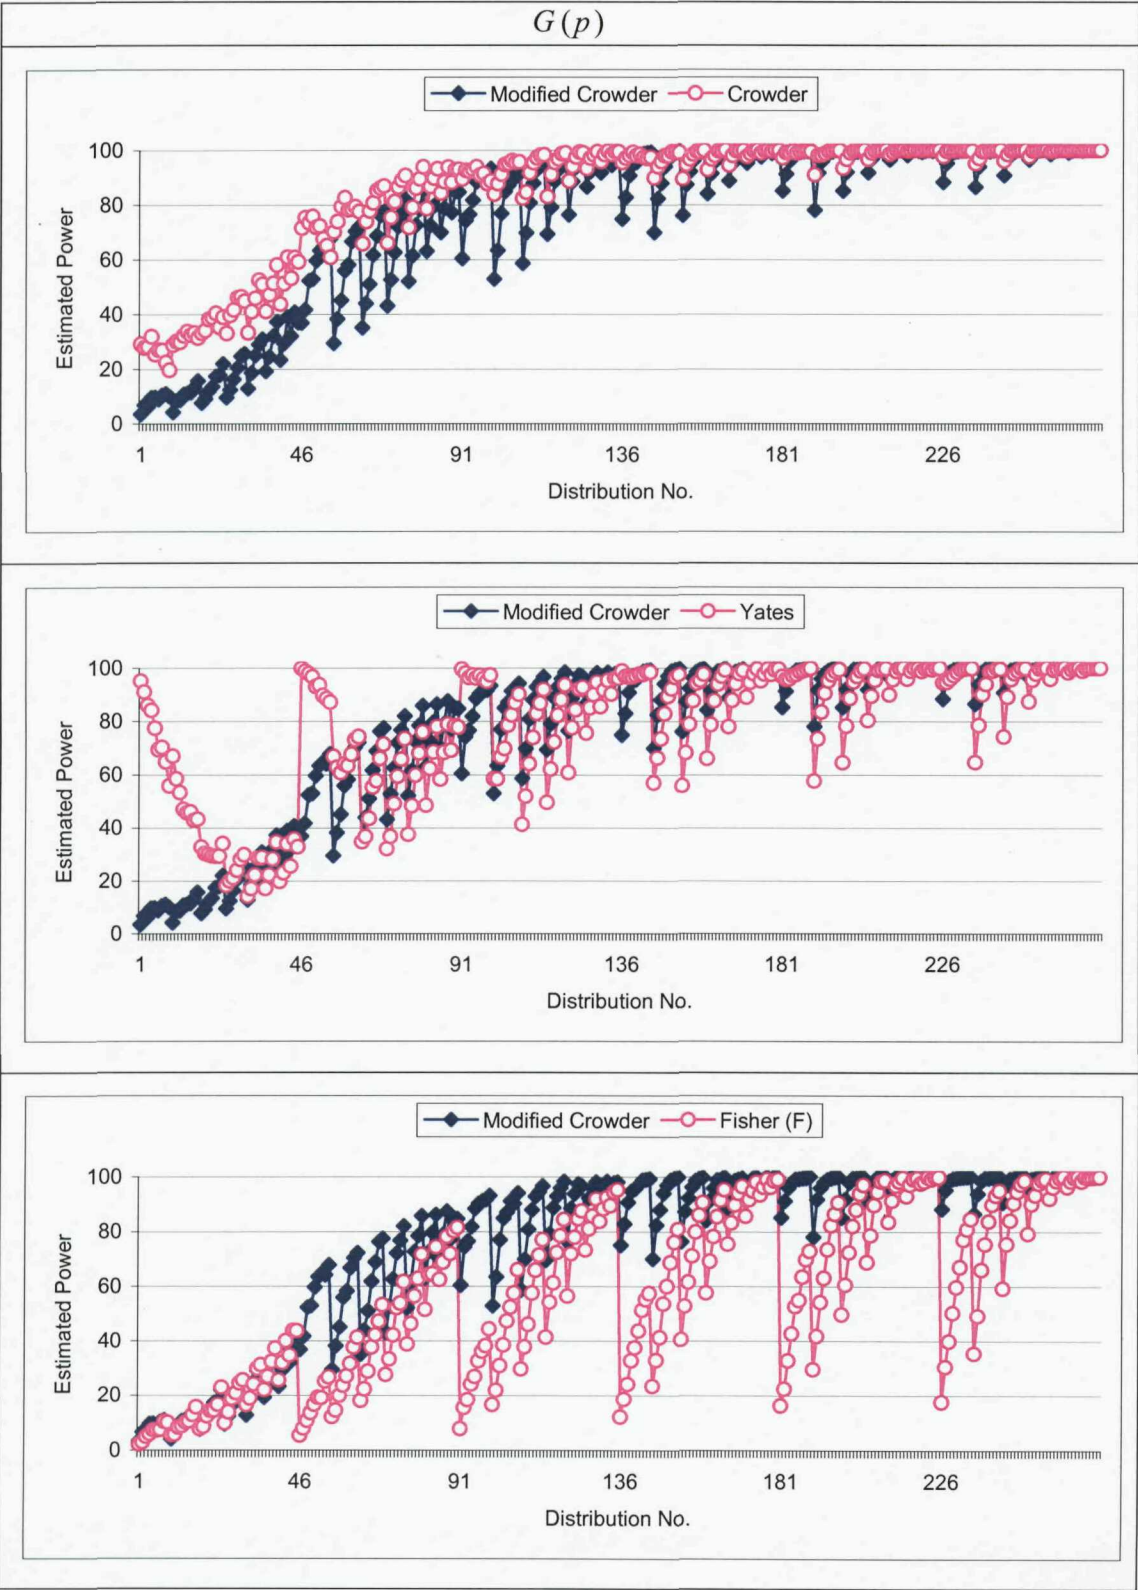 G(p)
Modified Crowder Crowder
100
80
60
40
20
0
Estimated Power
1 46 91 136 181 226
Distribution No.
Modified Crowder Yates
100
80
60
40
20
0
Estimated Power
1 46 91 136 181 226
Distribution No.
Modified Crowder Fisher (F)
100
80
60
40
20
0
Estimated Power
1 46 91 136 181 226
Distribution No.